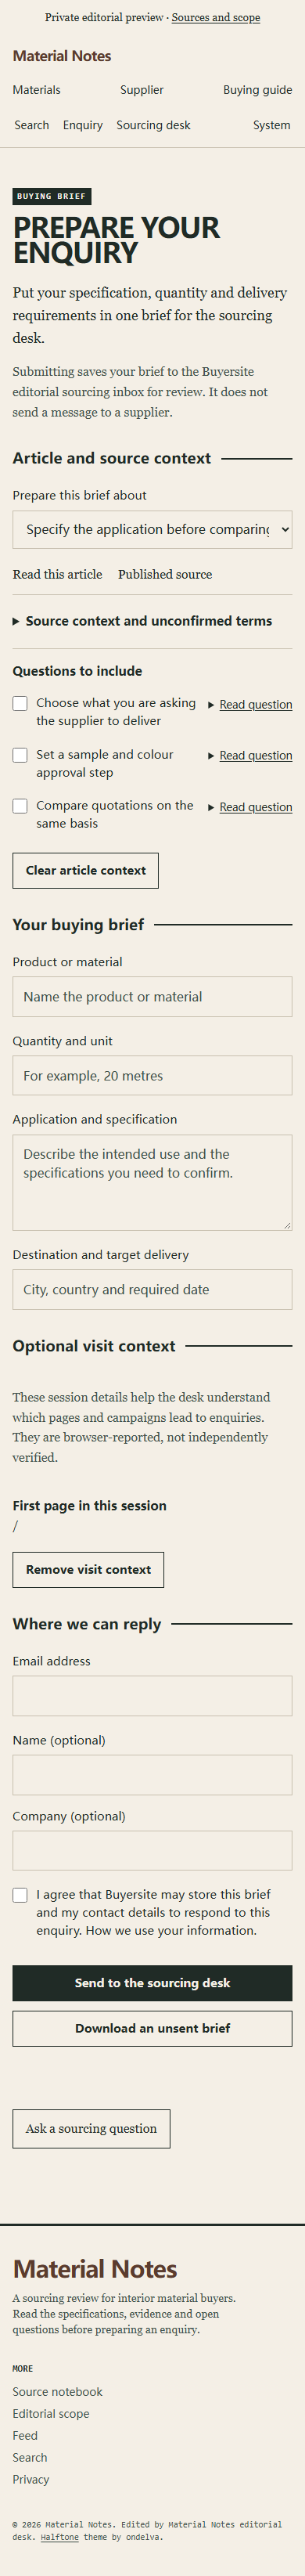 Private editorial preview · Sources and scope
Material Notes
Materials Supplier Buying guide
Search Enquiry Sourcing desk System
BUYING BRIEF
PREPARE YOUR
ENQUIRY
Put your specification, quantity and delivery
requirements in one brief for the sourcing
desk.
Submitting saves your brief to the Buyersite
editorial sourcing inbox for review. It does not
send a message to a supplier.
Article and source context
Prepare this brief about
Specify the application before comparing
Read this article Published source
Source context and unconfirmed terms
Questions to include
Choose what you are asking
the supplier to deliver
Read question
Set a sample and colour
approval step
Read question
Compare quotations on the
same basis
Read question
Clear article context
Your buying brief
Product or material
Name the product or material
Quantity and unit
For example, 20 metres
Application and specification
Describe the intended use and the
specifications you need to confirm.
Destination and target delivery
City, country and required date
Optional visit context
These session details help the desk understand
which pages and campaigns lead to enquiries.
They are browser-reported, not independently
verified.
First page in this session
/
Remove visit context
Where we can reply
Email address
Name (optional)
Company (optional)
I agree that Buyersite may store this brief
and my contact details to respond to this
enquiry. How we use your information.
Send to the sourcing desk
Download an unsent brief
Ask a sourcing question
Material Notes
A sourcing review for interior material buyers.
Read the specifications, evidence and open
questions before preparing an enquiry.
MORE
Source notebook
Editorial scope
Feed
Search
Privacy
© 2026 Material Notes. Edited by Material Notes editorial
desk. Halftone theme by ondelva.